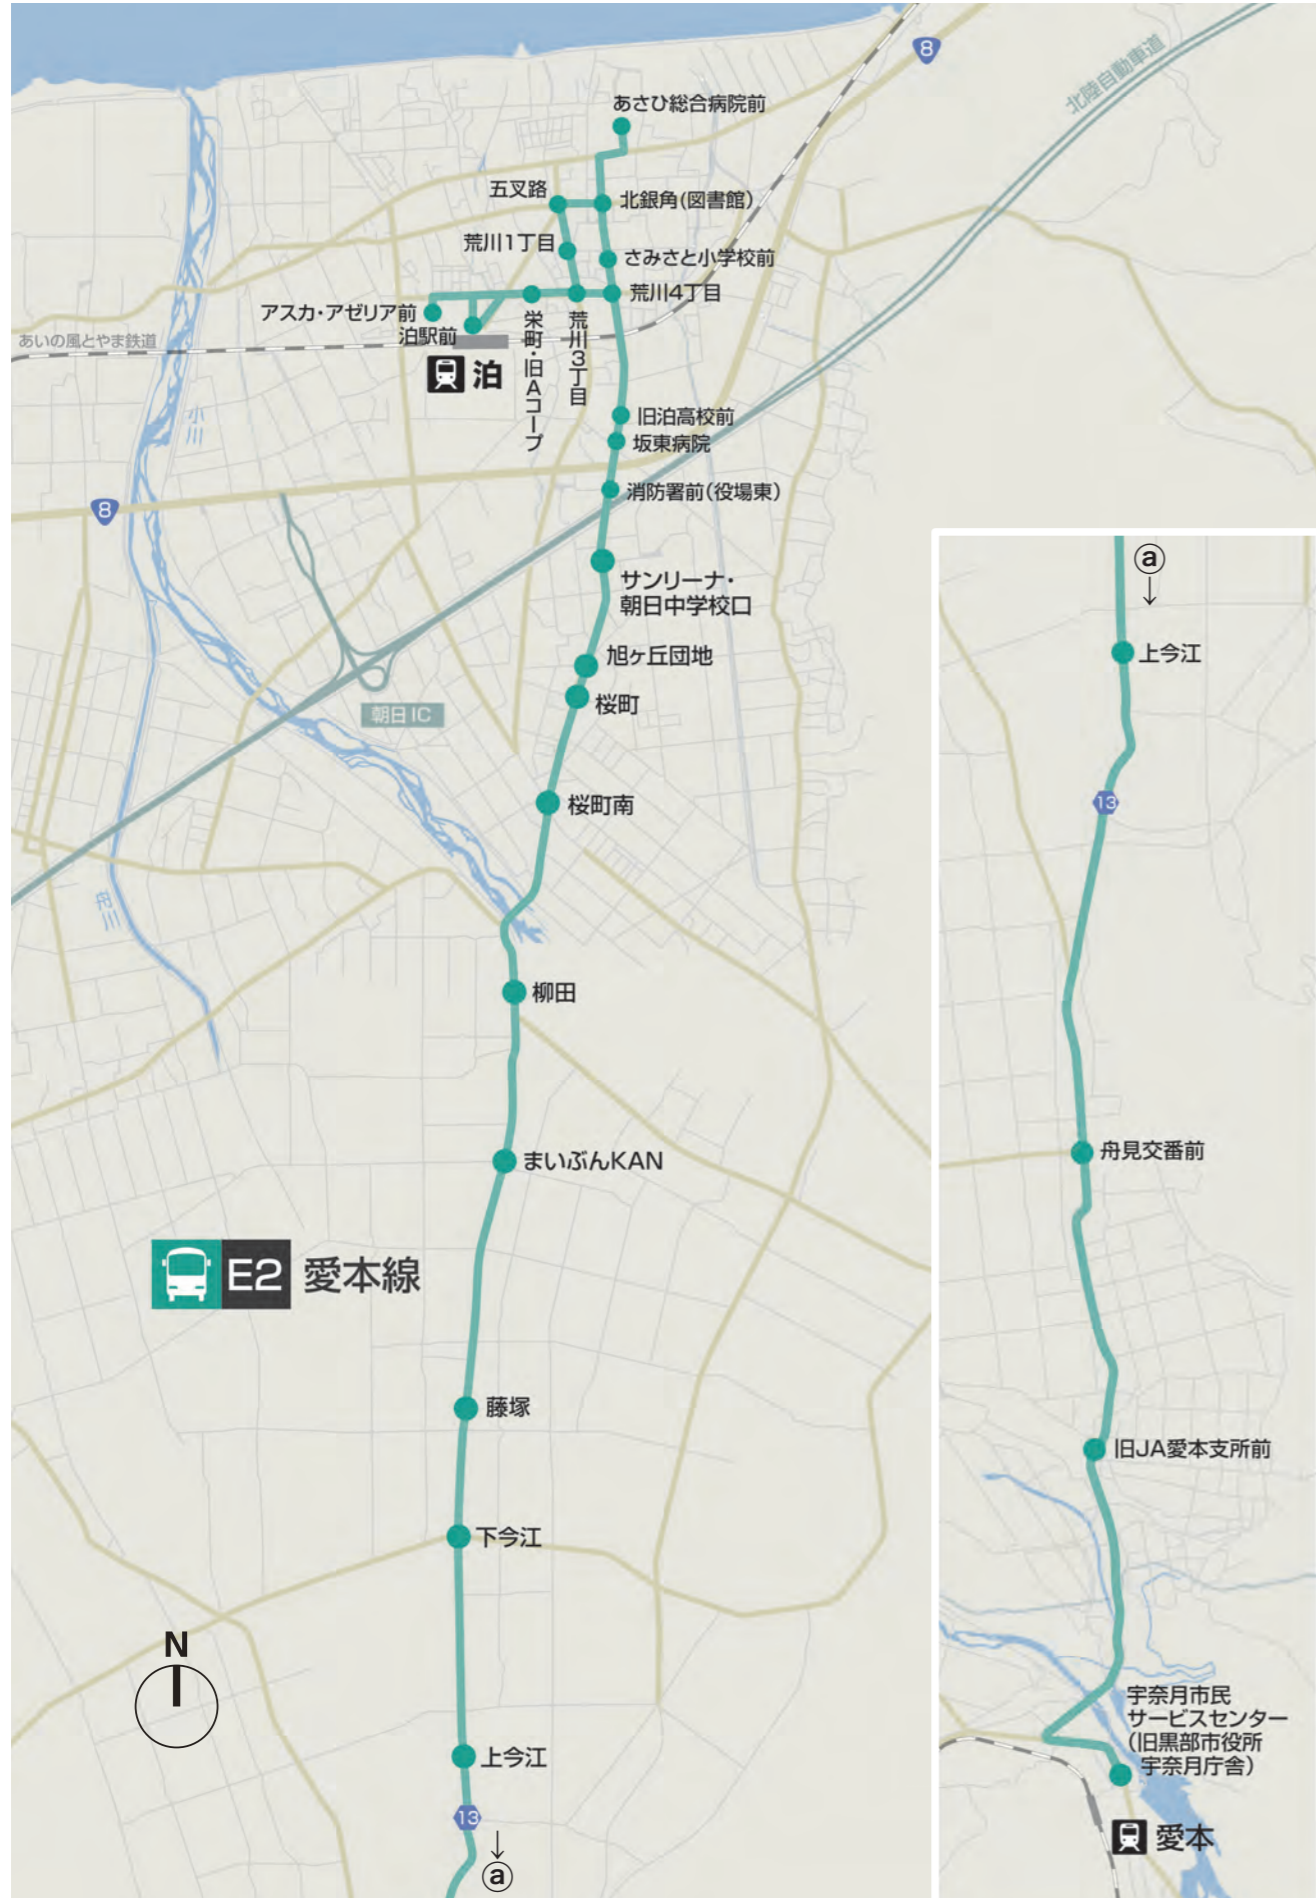 8
北陸自動車道
あさひ総合病院前
五叉路
北銀角(図書館)
荒川1丁目
さみさと小学校前
荒川4丁目
アスカ・アゼリア前
泊駅前
あいの風とやま鉄道
泊
栄町・旧Aコープ
荒川3丁目
小川
旧泊高校前
坂東病院
消防署前(役場東)
8
サンリーナ・
朝日中学校口
旭ヶ丘団地
桜町
朝日IC
桜町南
舟川
柳田
まいぶんKAN
E2 愛本線
藤塚
下今江
N
上今江
13
ⓐ
ⓐ
上今江
13
舟見交番前
旧JA愛本支所前
宇奈月市民
サービスセンター
(旧黒部市役所
宇奈月庁舎)
愛本